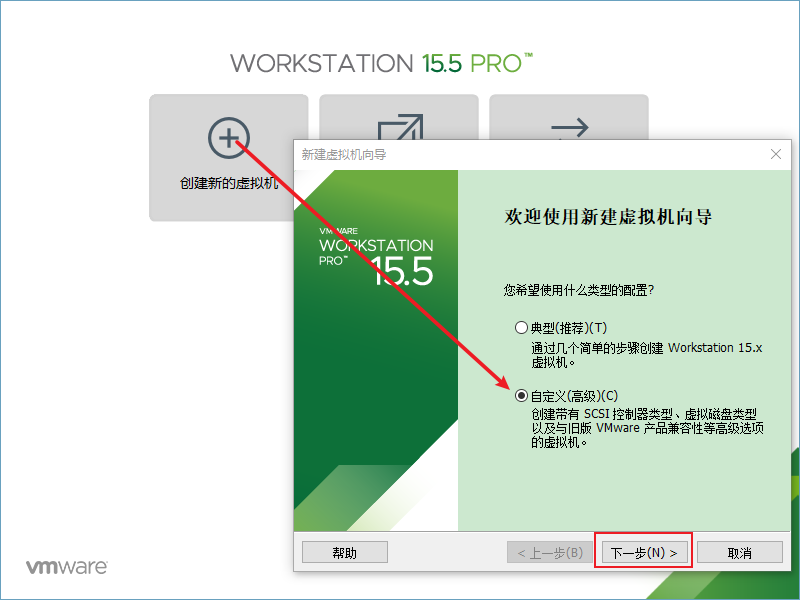 WORKSTATION 15.5 PRO™
创建新的虚拟机
新建虚拟机向导
VMWARE
WORKSTATION
PRO™ 15.5
欢迎使用新建虚拟机向导
您希望使用什么类型的配置?
典型(推荐)(T)
通过几个简单的步骤创建 Workstation 15.x
虚拟机。
自定义(高级)(C)
创建带有 SCSI 控制器类型、虚拟磁盘类型
以及与旧版 VMware 产品兼容性等高级选项
的虚拟机。
帮助
< 上一步(B)
下一步(N) >
取消
vmware